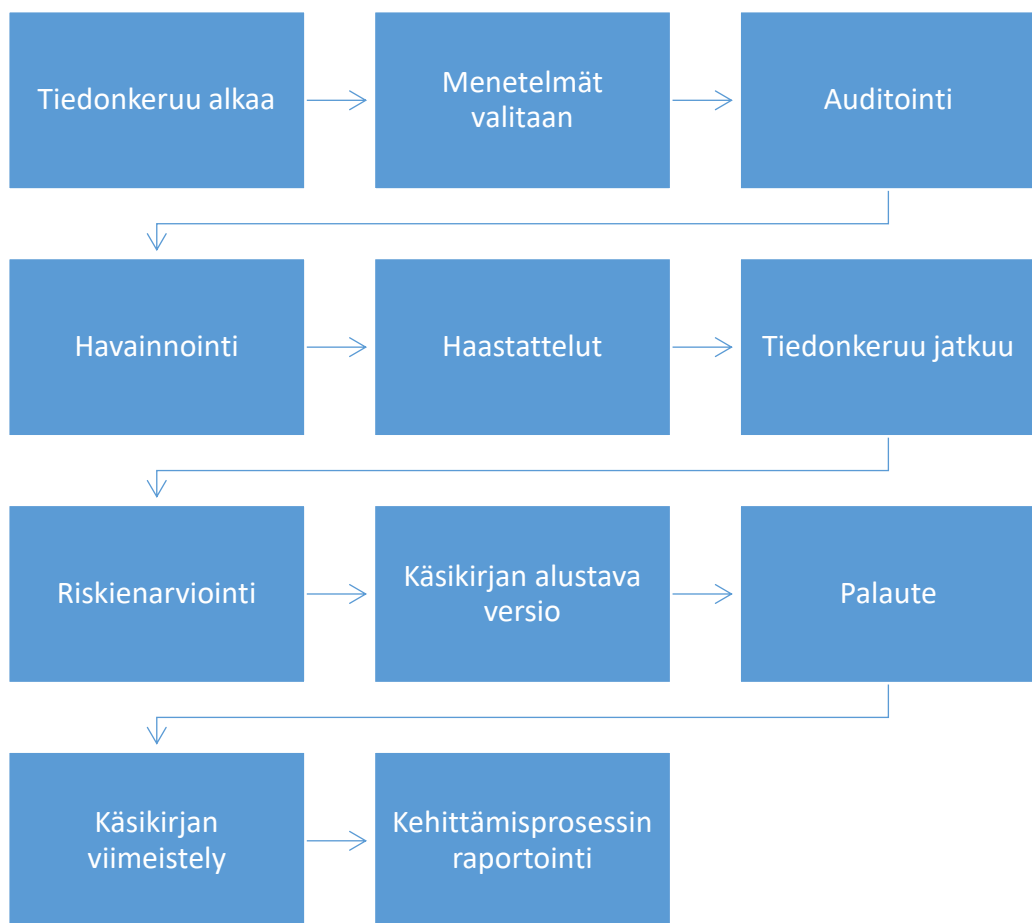 Tiedonkeruu alkaa
Menetelmät
valitaan
Auditointi
Havainnointi
Haastattelut
Tiedonkeruu jatkuu
Riskienarviointi
Käsikirjan alustava
versio
Palaute
Käsikirjan
viimeistely
Kehittämisprosessin
raportointi